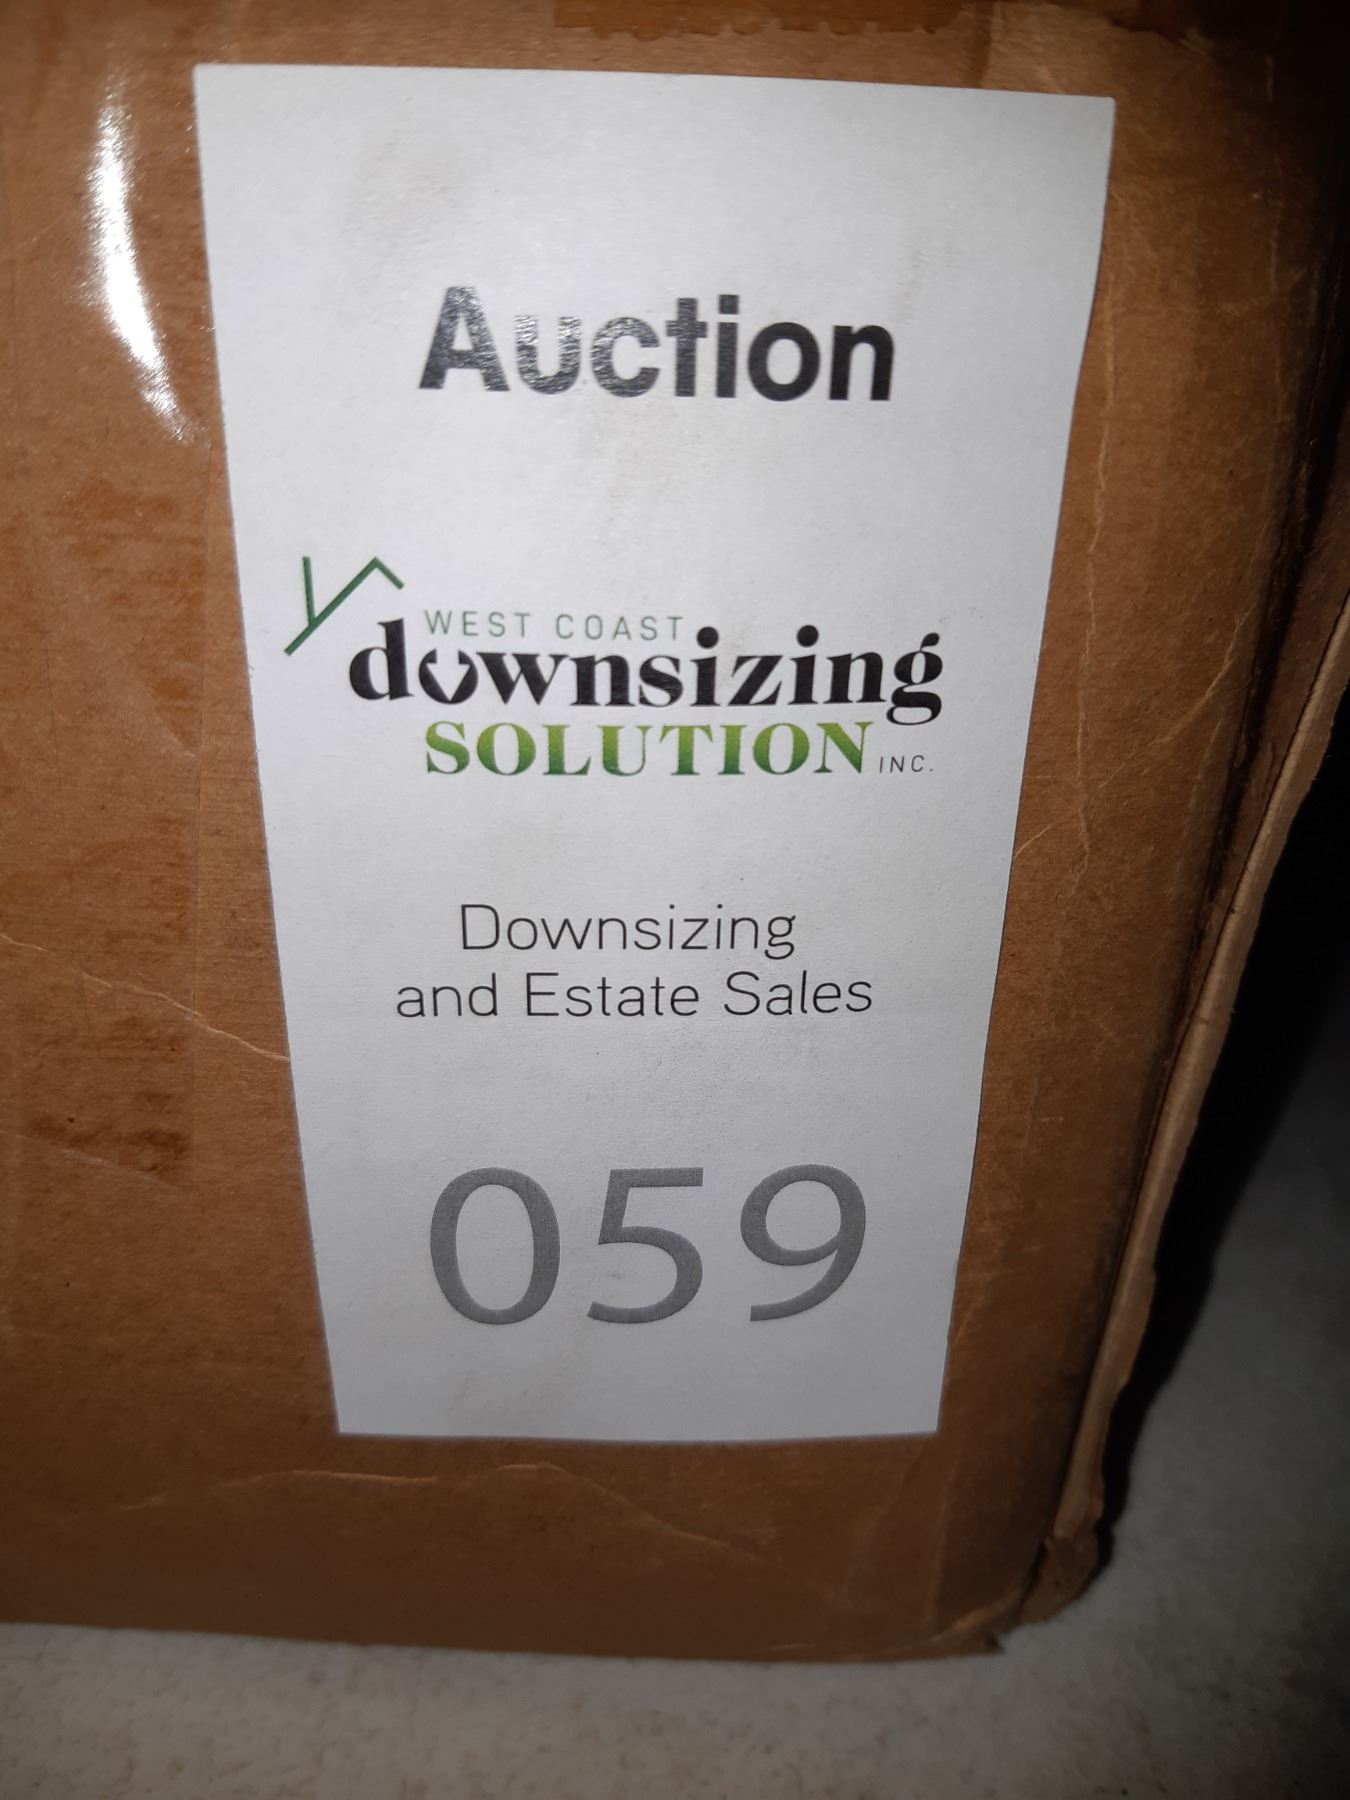 Auction
WEST COAST
downsizing
SOLUTION INC.
Downsizing
and Estate Sales
059